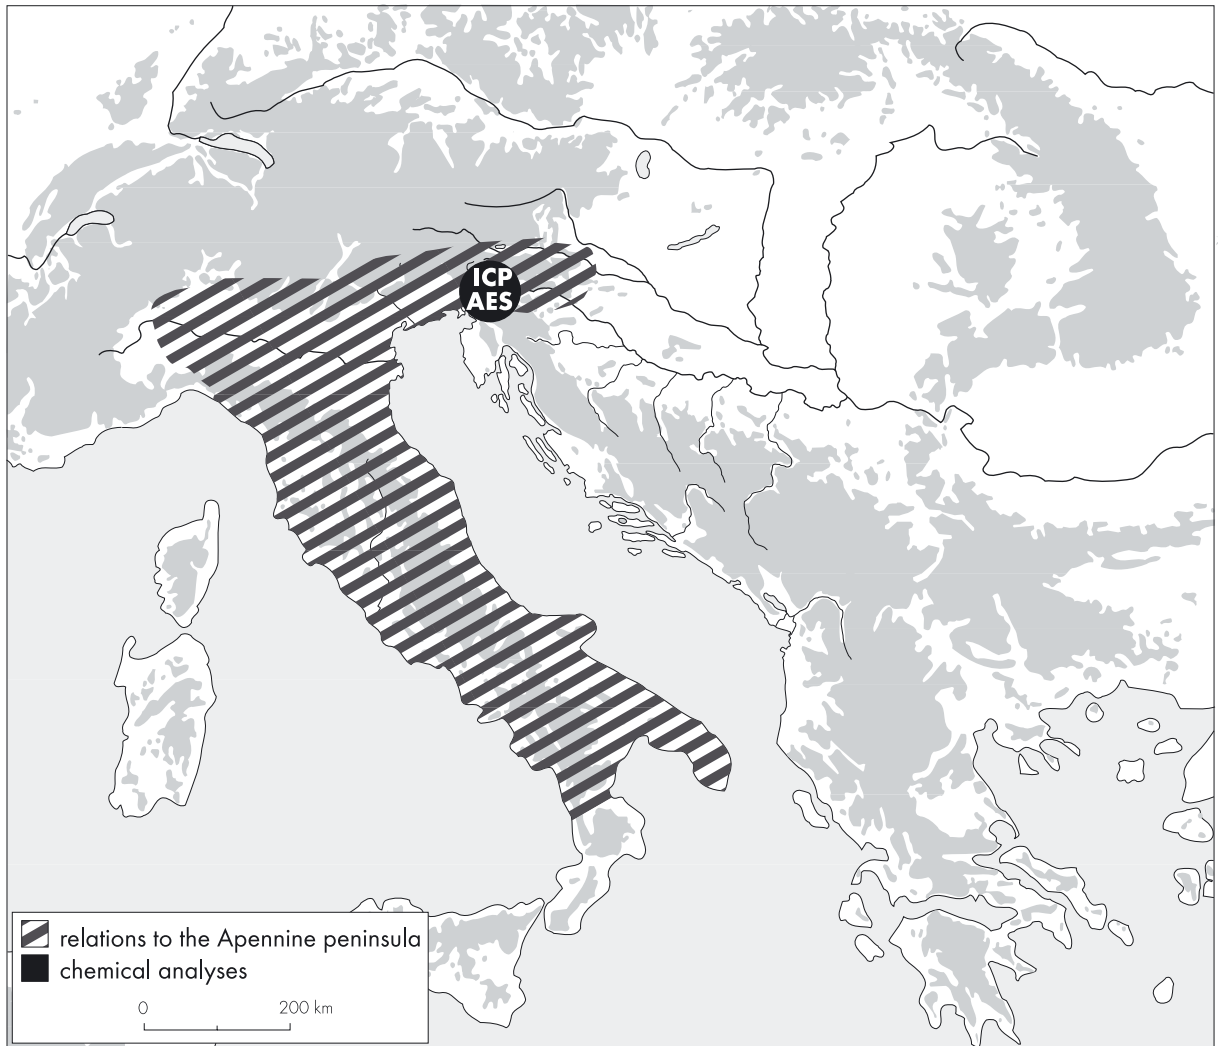 ICP
AES
relations to the Apennine peninsula
chemical analyses
0 200 km